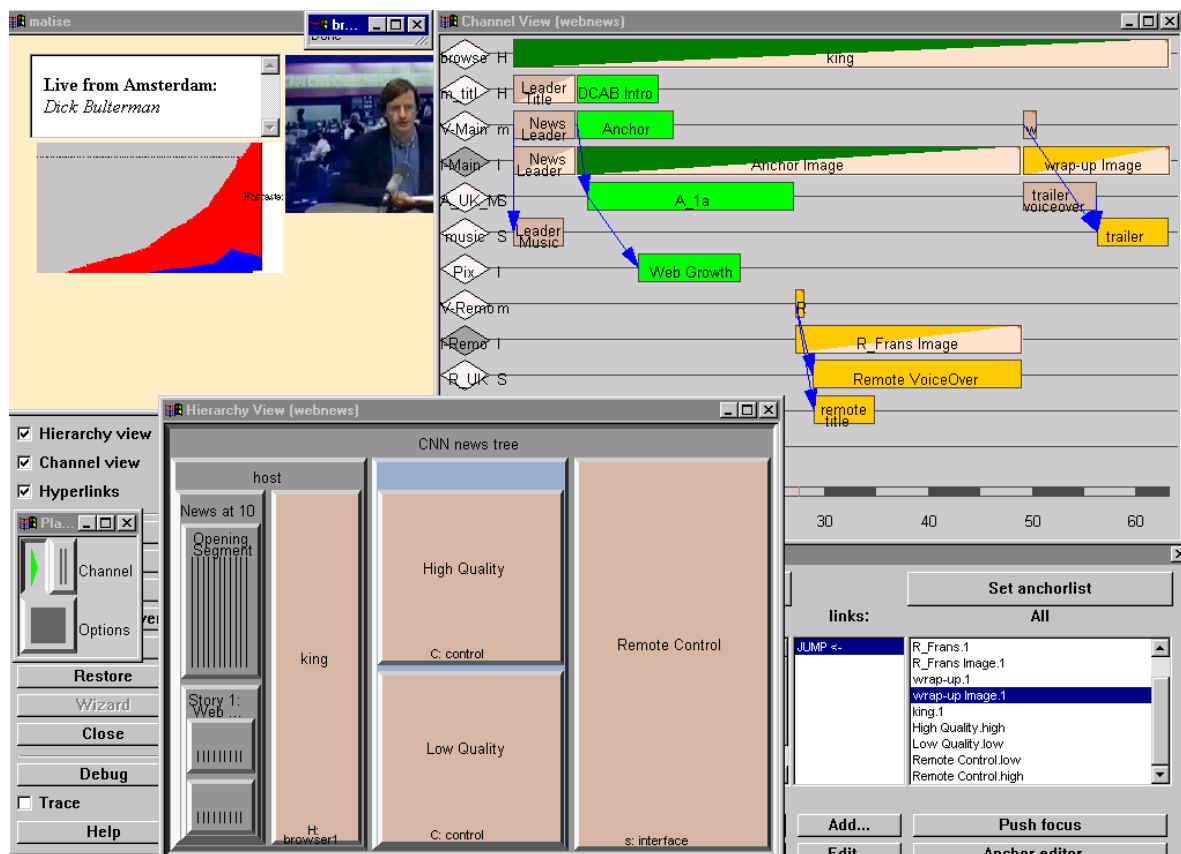 matise
br...
Done
Live from Amsterdam:
Dick Bulterman
Channel View (webnews)
browse H
king
m_titl H
Leader
Title
DCAB Intro
V-Main m
News
Leader
Anchor
w
I
News
Leader
Anchor Image
wrap-up Image
S
A_1a
trailer
voiceover
music S
Leader
Music
trailer
Pix I
Web Growth
V-Remo m
R
I
R_Frans Image
R_UK S
Remote VoiceOver
remote
title
30 40 50 60
Hierarchy view
Channel view
Hyperlinks
Pla...
Channel
Options
Restore
Wizard
Close
Debug
Trace
Help
Hierarchy View (webnews)
CNN news tree
host
News at 10
Opening
Segment
Story 1:
Web ...
king
H:
browser1
High Quality
C: control
Low Quality
C: control
Remote Control
s: interface
Set anchorlist
links:
All
JUMP <-
R_Frans.1
R_Frans Image.1
wrap-up.1
wrap-up Image.1
king.1
High Quality.high
Low Quality.low
Remote Control.low
Remote Control.high
Add...
Push focus
Edit
Anchor editor